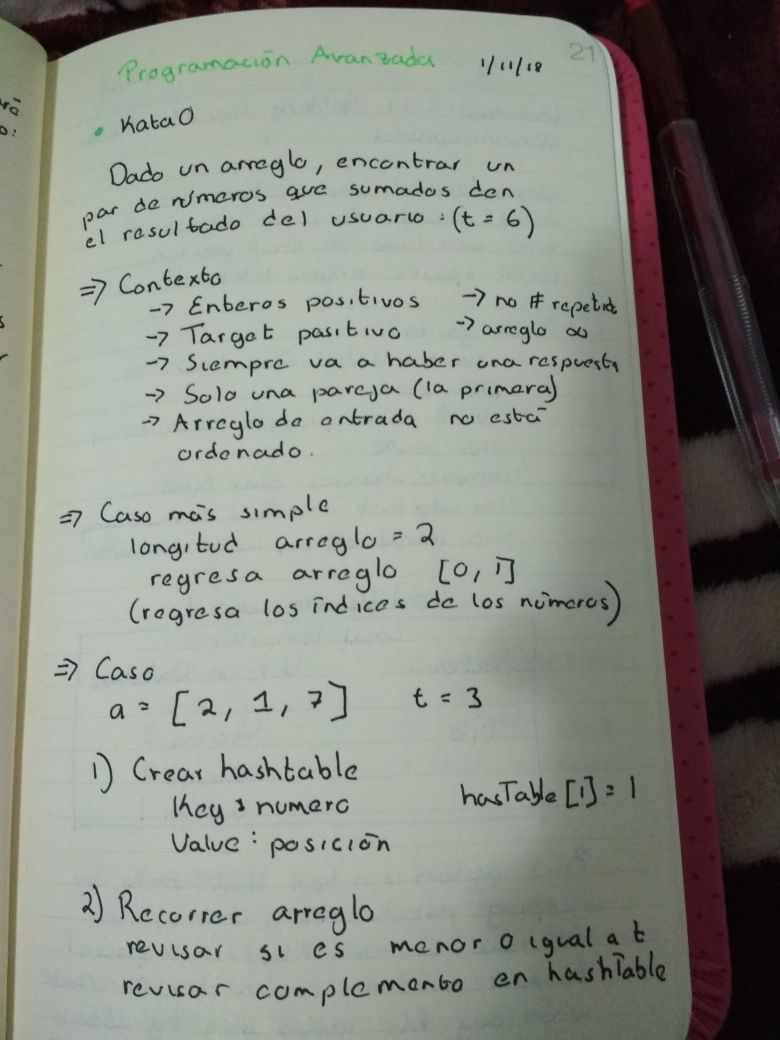 21
Programación Avanzada 1/11/18
• Kata 0
Dado un arreglo, encontrar un
par de números que sumados den
el resultado del usuario: (t = 6)
⇒ Contexto
→ Enteros positivos → no # repetid
→ Target positivo → arreglo ∞
→ Siempre va a haber una respuesta
→ Solo una pareja (la primera)
→ Arreglo de entrada no está
ordenado.
⇒ Caso más simple
longitud arreglo = 2
regresa arreglo [0, 1]
(regresa los índices de los números)
⇒ Caso
a = [2, 1, 7] t = 3
1) Crear hashtable
Key : numero hasTable [1] = 1
Value : posición
2) Recorrer arreglo
revisar si es menor o igual a t
revisar complemento en hashTable